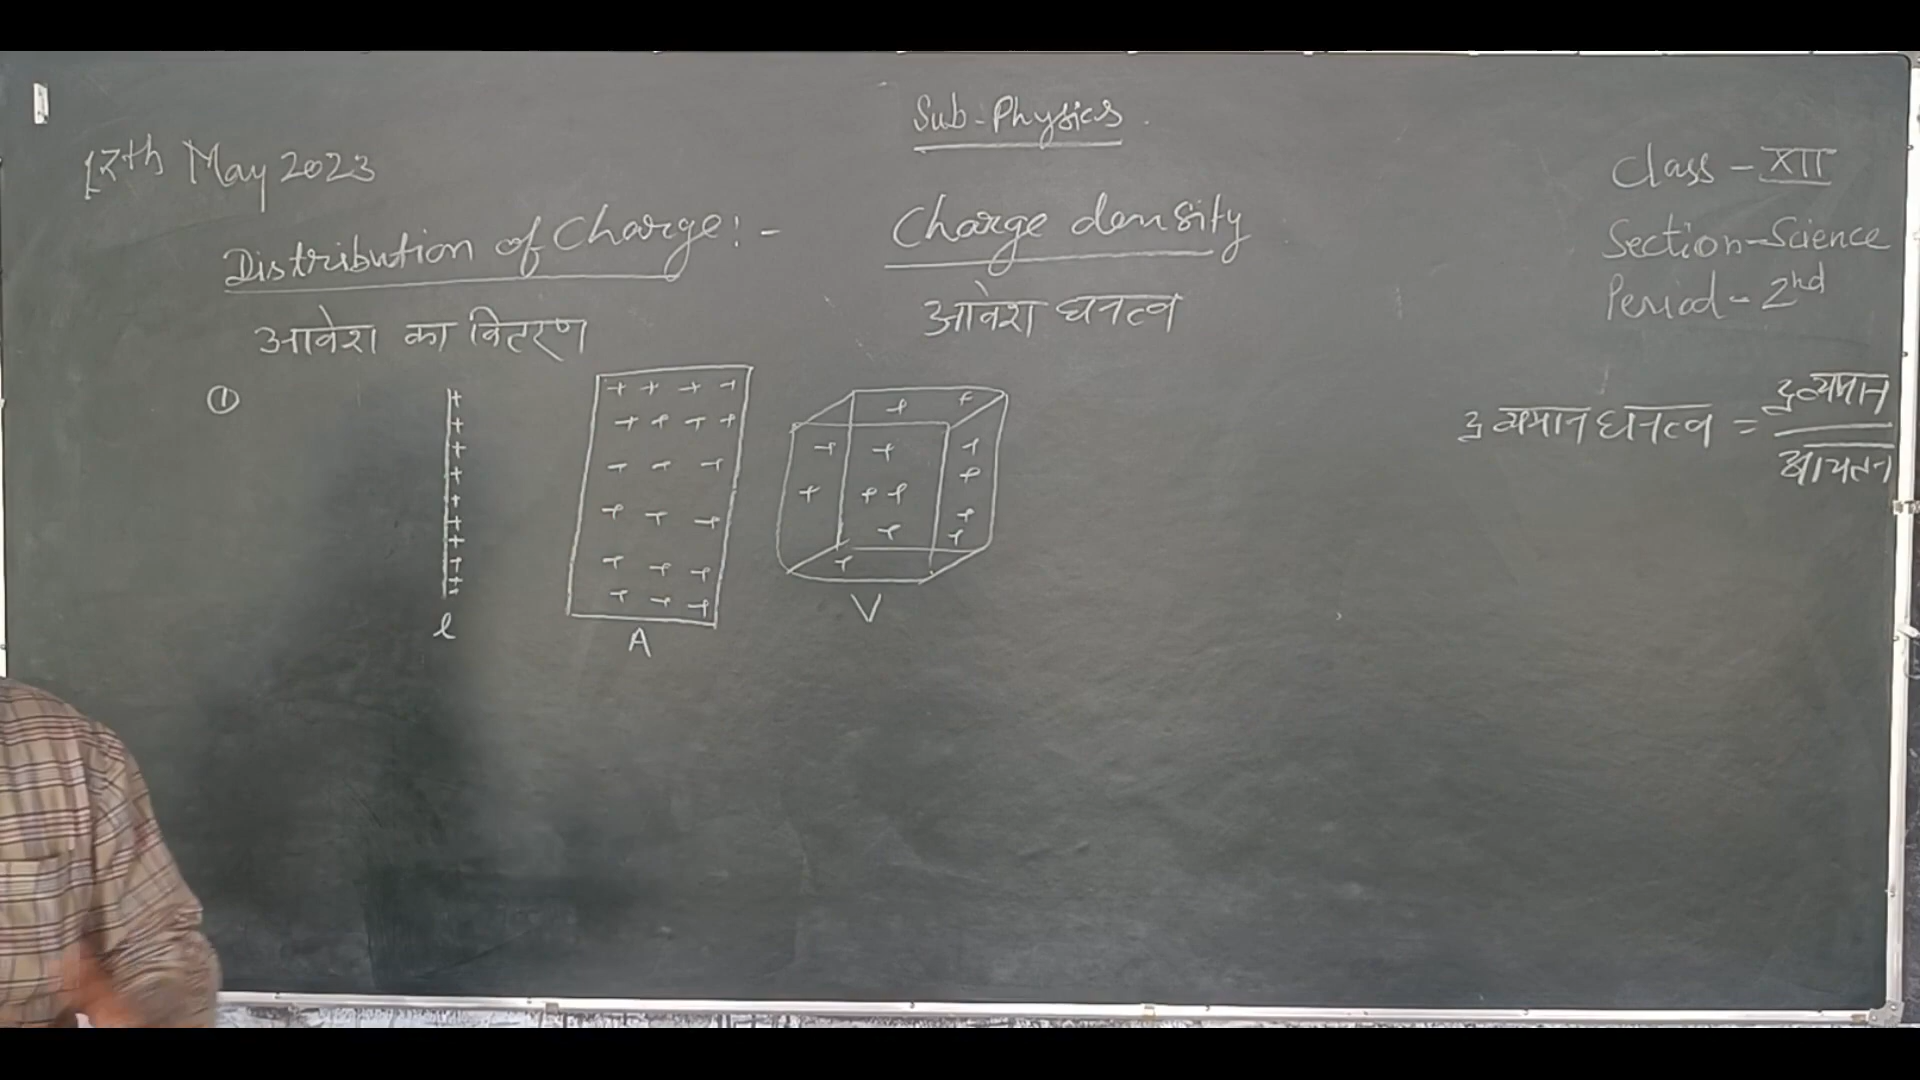 Sub-Physics
17th May 2023
Class - XII
Section-Science
Period - 2nd
Distribution of Charge:-
Charge density
आवेश का वितरण
आवेश घनत्व
①
द्रव्यमान घनत्व = द्रव्यमान
आयतन
l
A
V